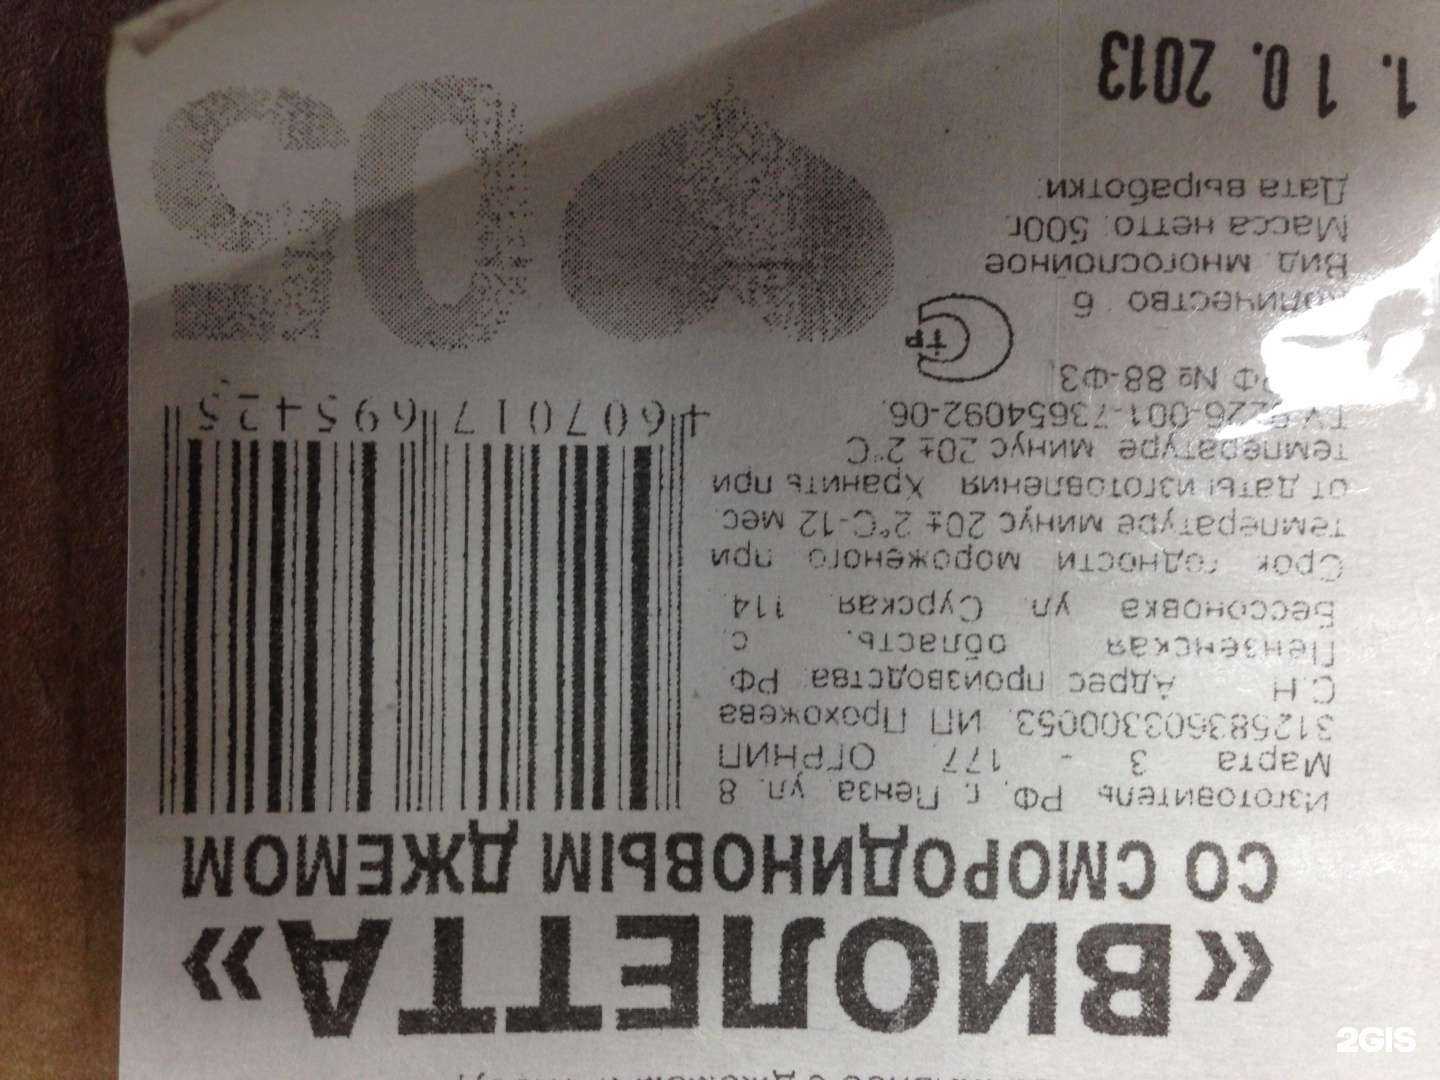 «ВИОЛЕТТА»
СО СМОРОДИНОВЫМ ДЖЕМОМ
Изготовитель РФ, г. Пенза, ул. 8
Марта 3 - 177 ОГРНИП
312583603300053. ИП Прохожева
С.Н. Адрес производства: РФ
Пензенская область, с.
Бессоновка ул. Сурская 114.
Срок годности мороженого при
температуре минус 20± 2°С-12 мес.
от даты изготовления Хранить при
температуре минус 20± 2°С
-001-73654092-06.
РФ № 88-ФЗ.
Количество 6
Вид многослойное
Масса нетто: 500г.
Дата выработки:
1. 10. 2013
4607017695425
РТ
05
2GIS